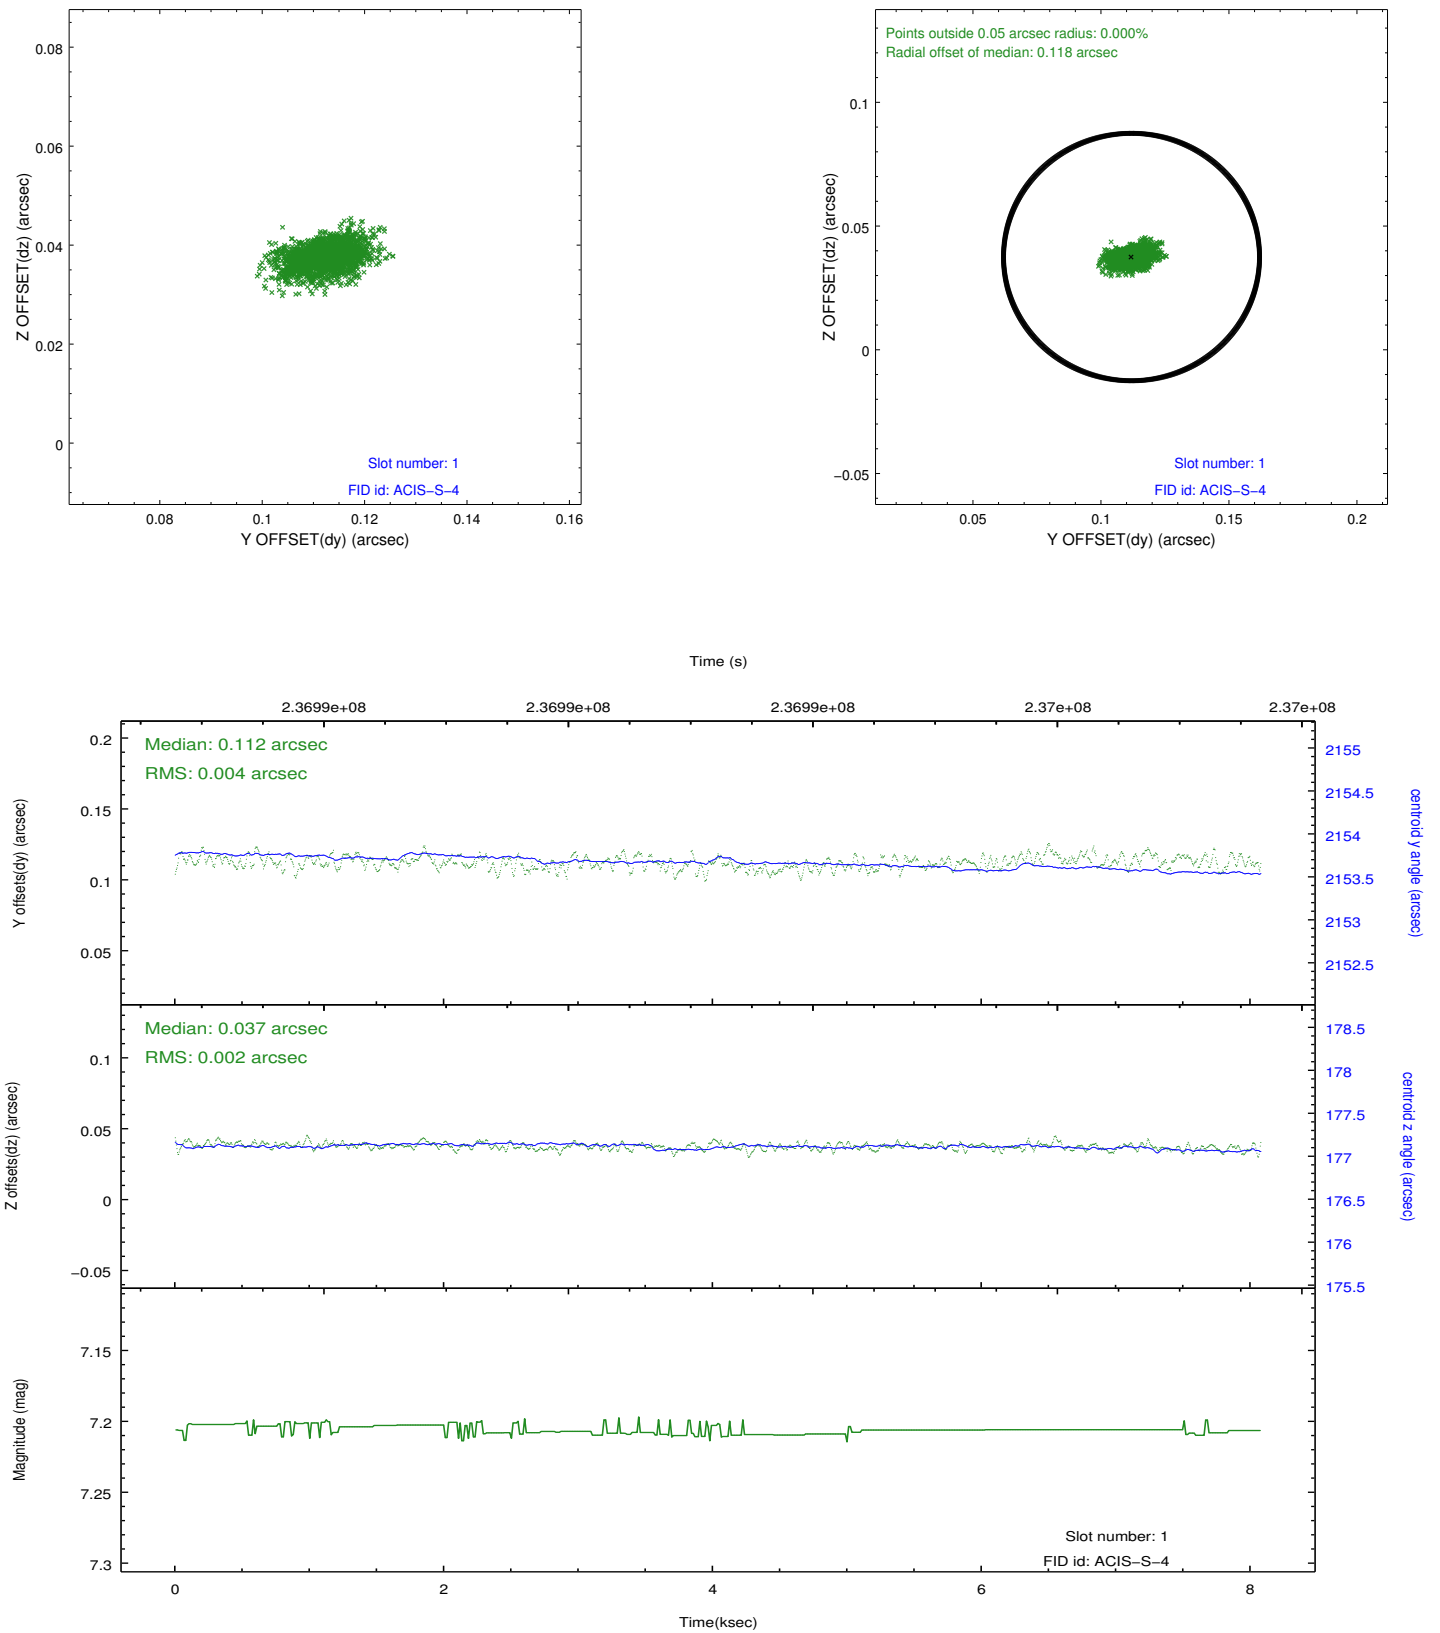 0.08
0.06
0.04
0.02
0
0.08
0.1
0.12
0.14
0.16
Z OFFSET(dz) (arcsec)
Y OFFSET(dy) (arcsec)
Slot number: 1
FID id: ACIS−S−4
Points outside 0.05 arcsec radius: 0.000%
Radial offset of median: 0.118 arcsec
0.1
0.05
0
−0.05
0.05
0.1
0.15
0.2
Z OFFSET(dz) (arcsec)
Y OFFSET(dy) (arcsec)
Slot number: 1
FID id: ACIS−S−4
Time (s)
2.3699e+08
2.3699e+08
2.3699e+08
2.37e+08
2.37e+08
Median: 0.112 arcsec
RMS: 0.004 arcsec
0.2
0.15
0.1
0.05
Y offsets(dy) (arcsec)
2155
2154.5
2154
2153.5
2153
2152.5
centroid y angle (arcsec)
Median: 0.037 arcsec
RMS: 0.002 arcsec
0.1
0.05
0
−0.05
Z offsets(dz) (arcsec)
178.5
178
177.5
177
176.5
176
175.5
centroid z angle (arcsec)
7.15
7.2
7.25
7.3
Magnitude (mag)
Slot number: 1
FID id: ACIS−S−4
0
2
4
6
8
Time(ksec)